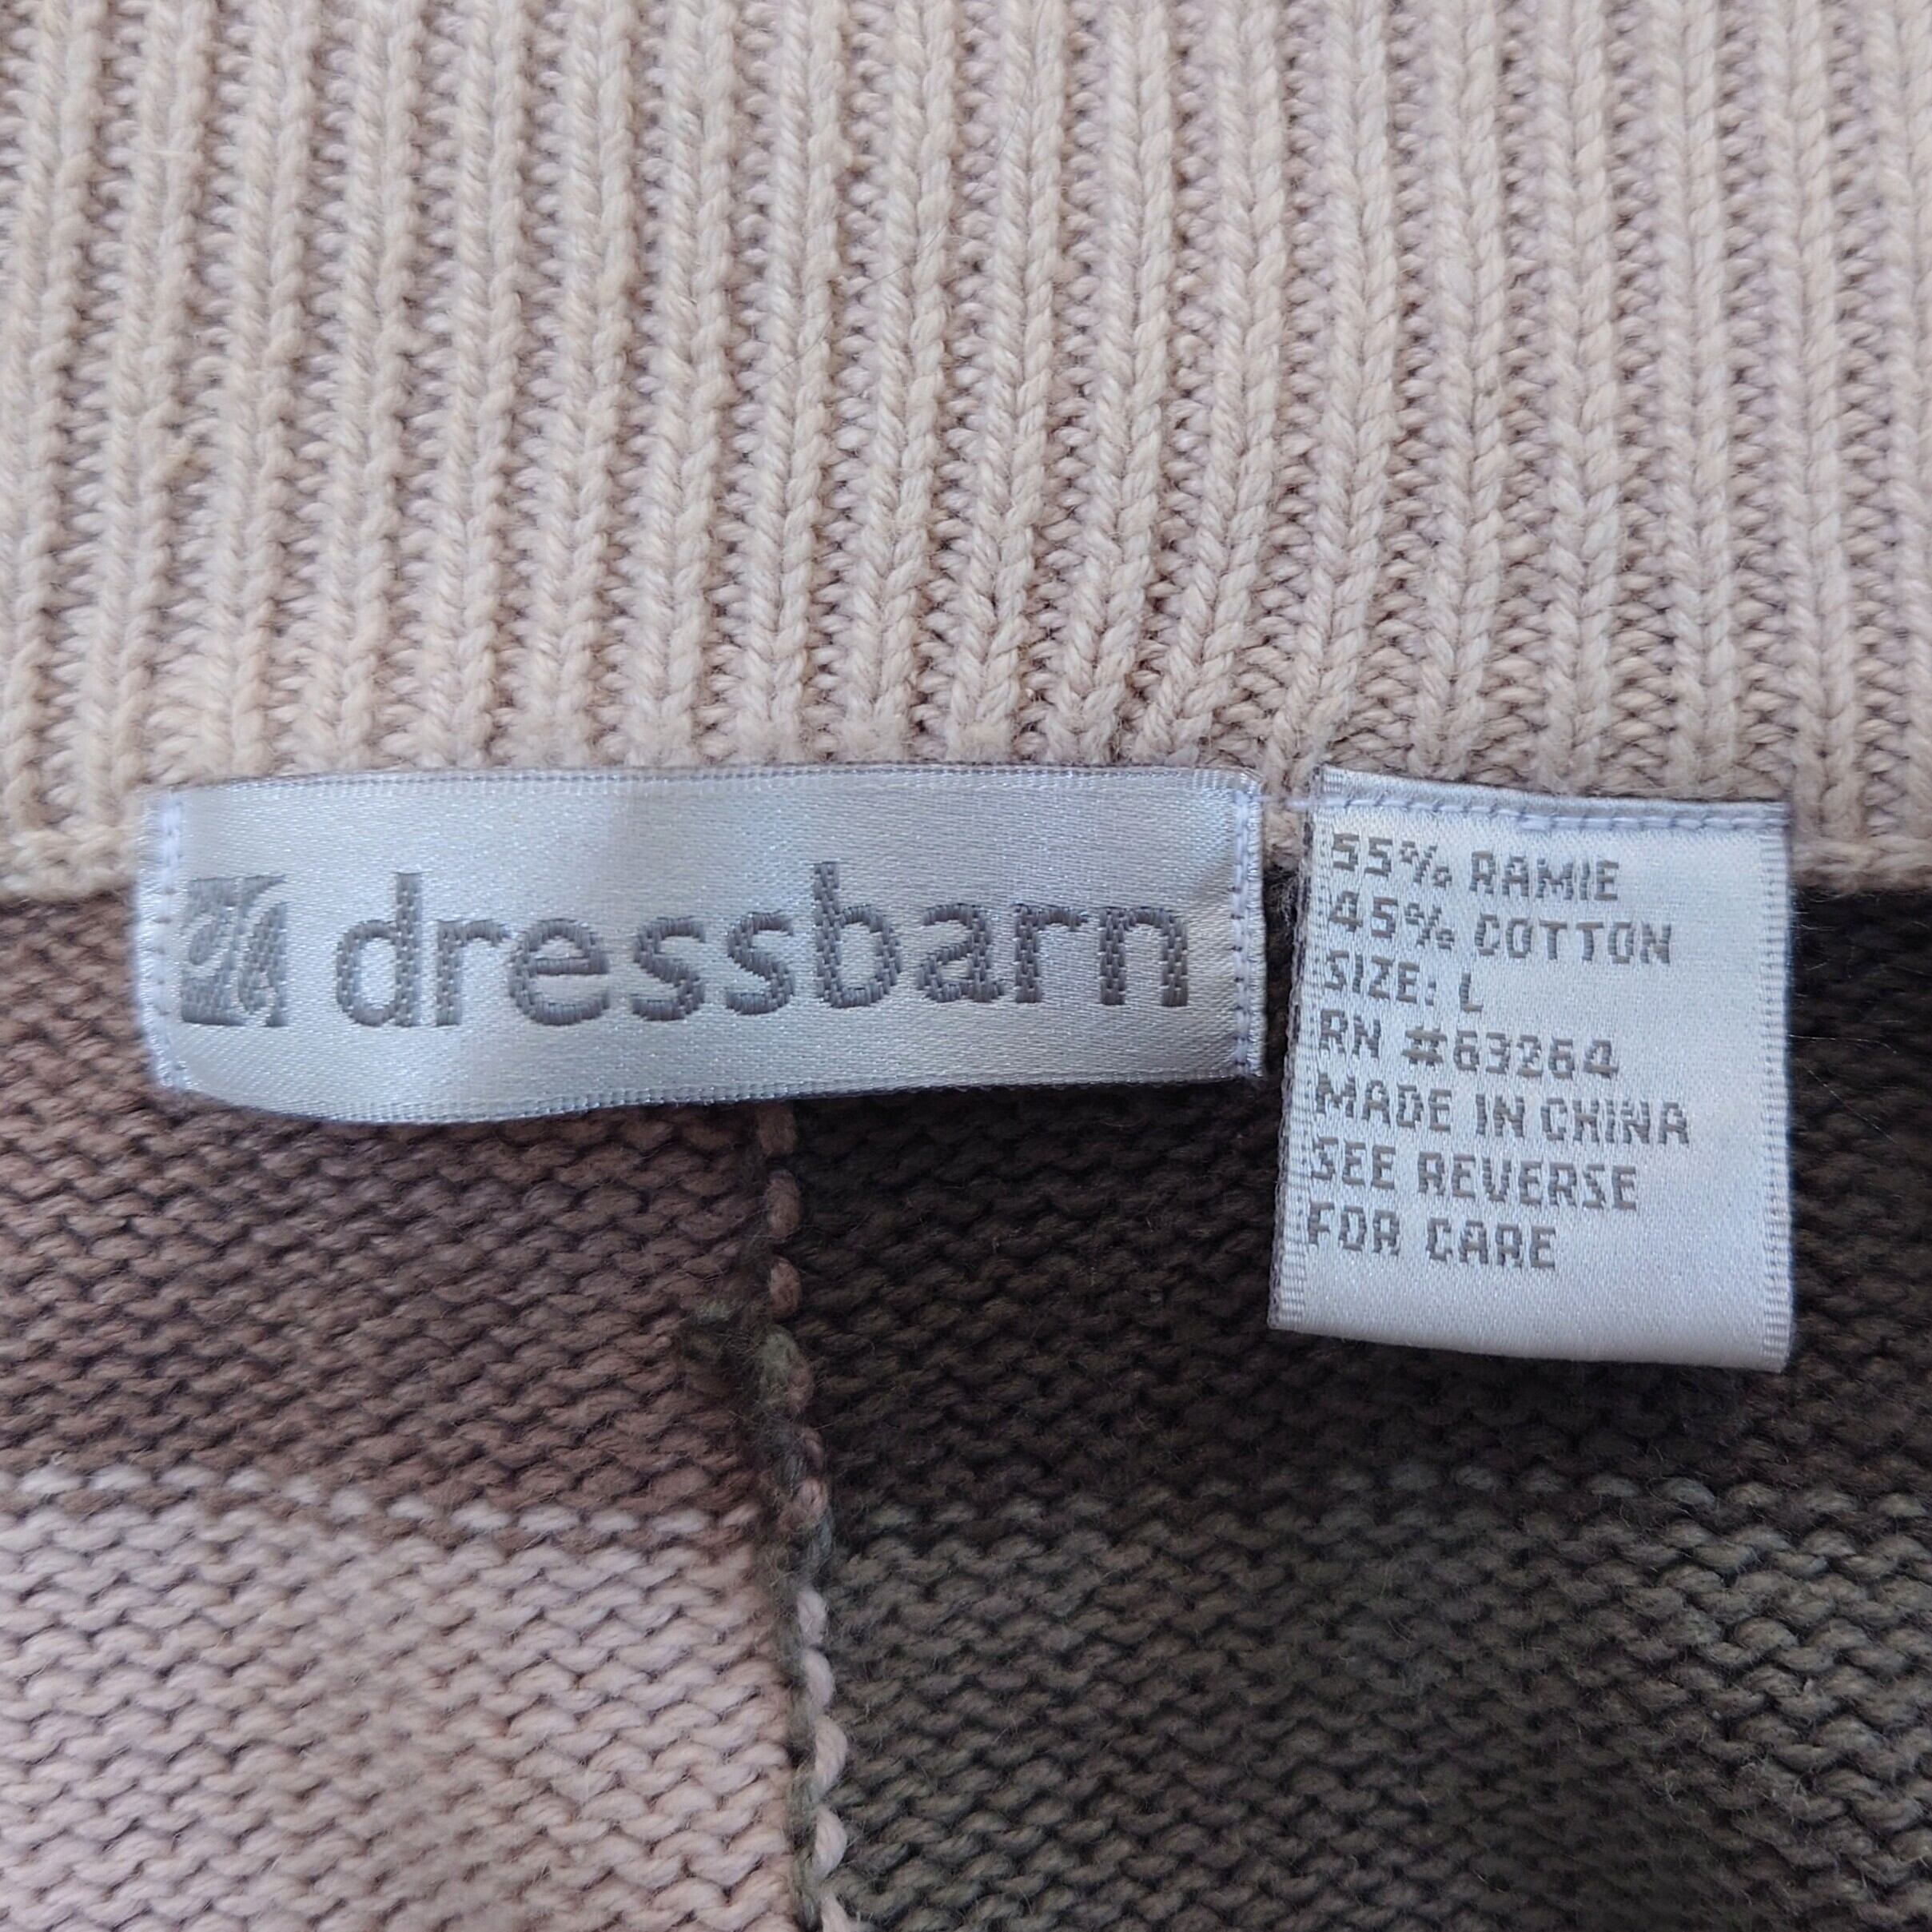 dressbarn
55% RAMIE
45% COTTON
SIZE: L
RN #63264
MADE IN CHINA
SEE REVERSE
FOR CARE